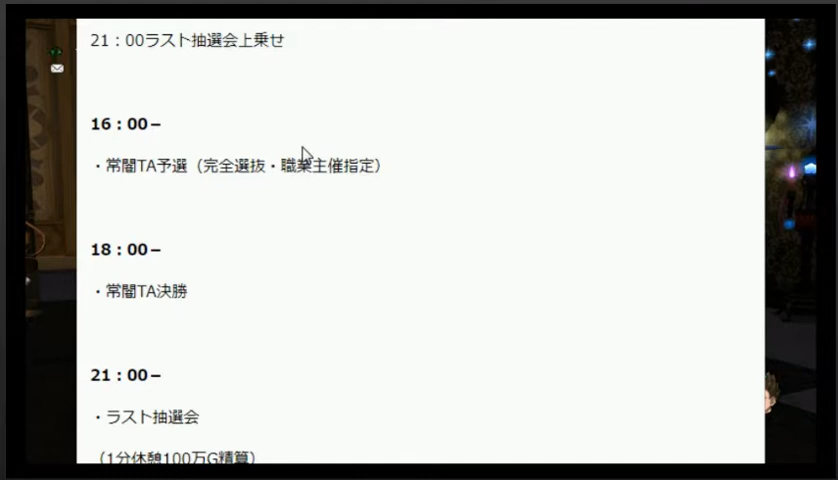 21：00ラスト抽選会上乗せ
16：00–
・常闇TA予選（完全選抜・職業主催指定）
18：00–
・常闇TA決勝
21：00–
・ラスト抽選会
（1分休憩100万G精算）